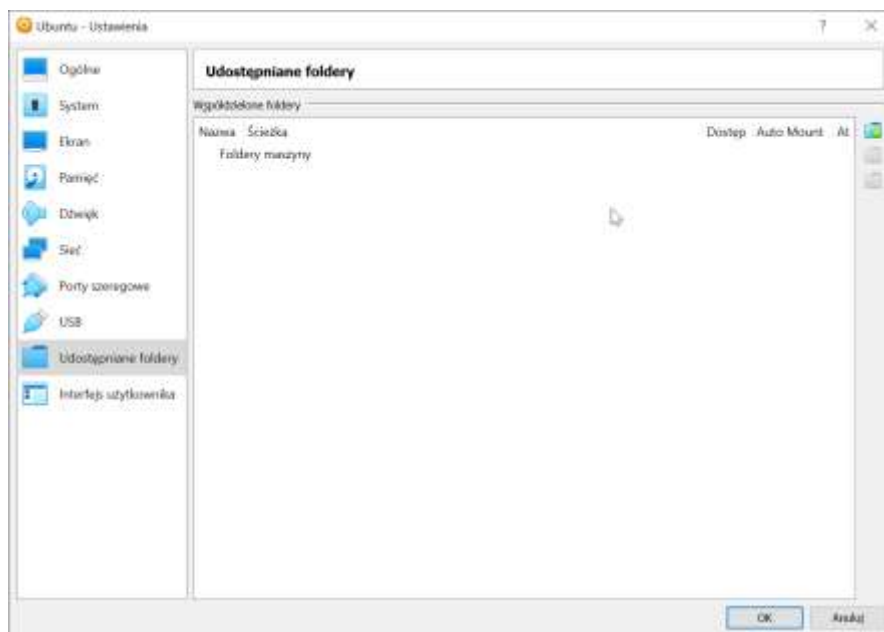 Ubuntu - Ustawienia
?
Ogólne
System
Ekran
Pamięć
Dźwięk
Sieć
Porty szeregowe
USB
Udostępniane foldery
Interfejs użytkownika
Udostępniane foldery
Współdzielone foldery
Nazwa Ścieżka Dostęp Auto Mount At
Foldery maszyny
OK Anuluj